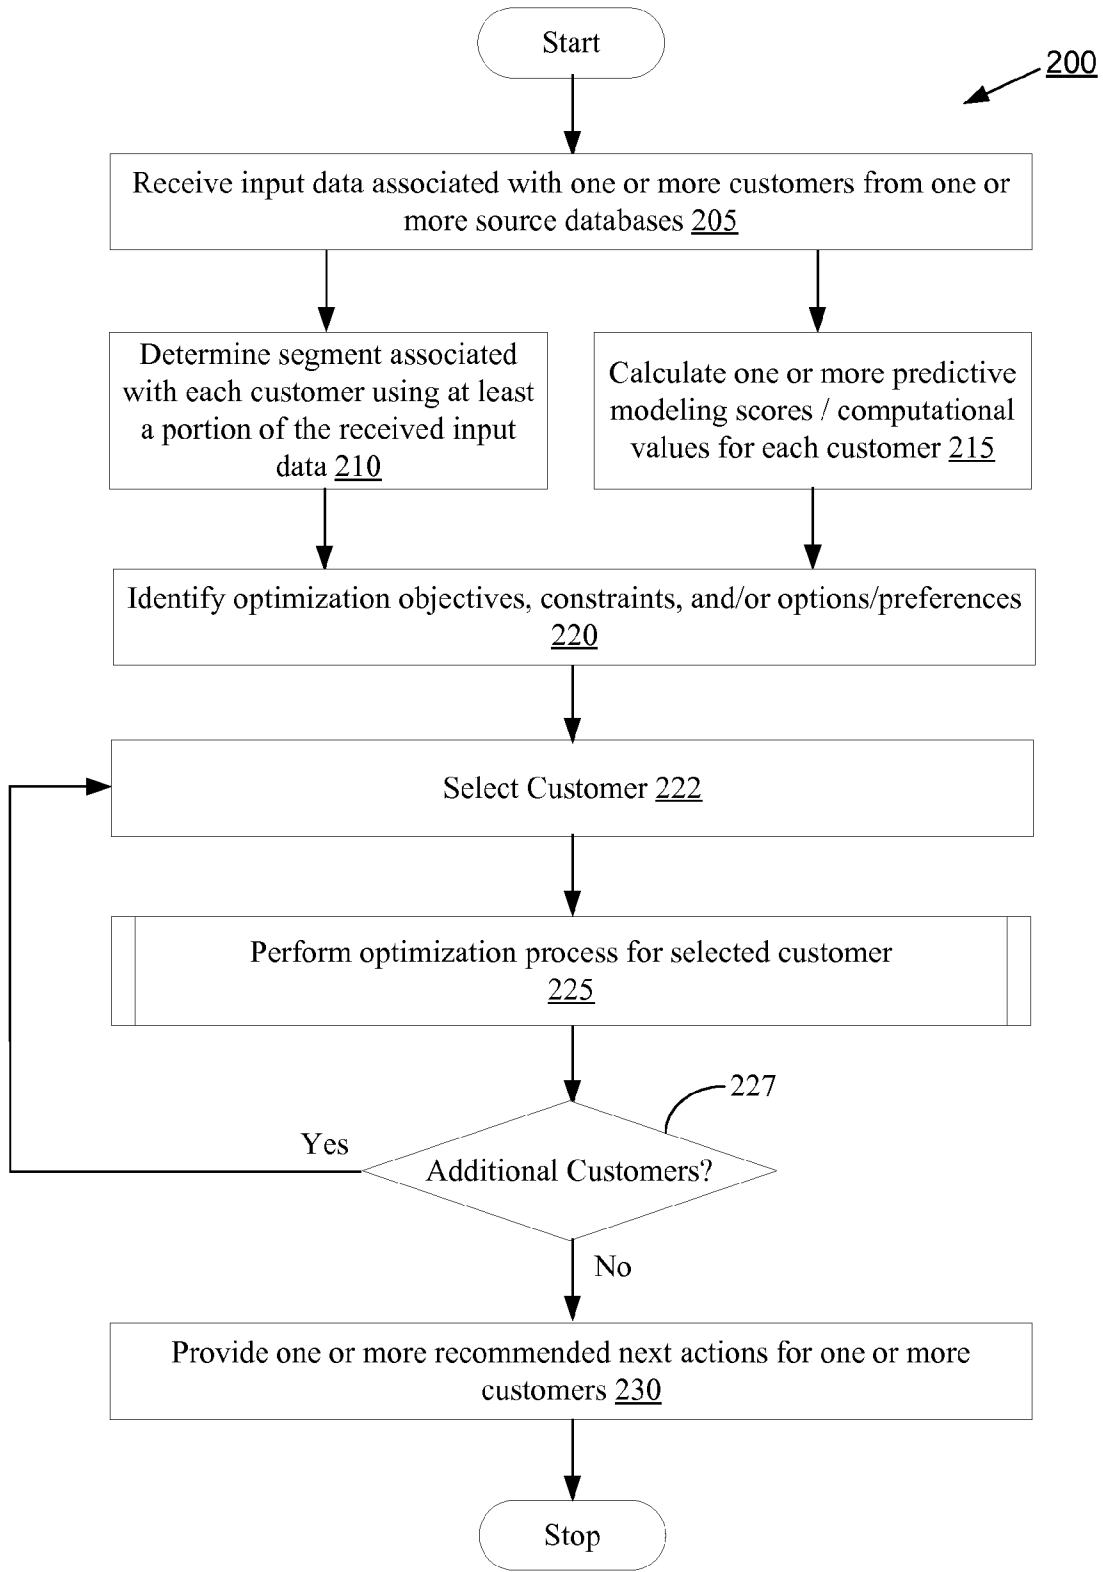 Start
200
Receive input data associated with one or more customers from one or
more source databases 205
Determine segment associated
with each customer using at least
a portion of the received input
data 210
Calculate one or more predictive
modeling scores / computational
values for each customer 215
Identify optimization objectives, constraints, and/or options/preferences
220
Select Customer 222
Perform optimization process for selected customer
225
227
Yes
Additional Customers?
No
Provide one or more recommended next actions for one or more
customers 230
Stop